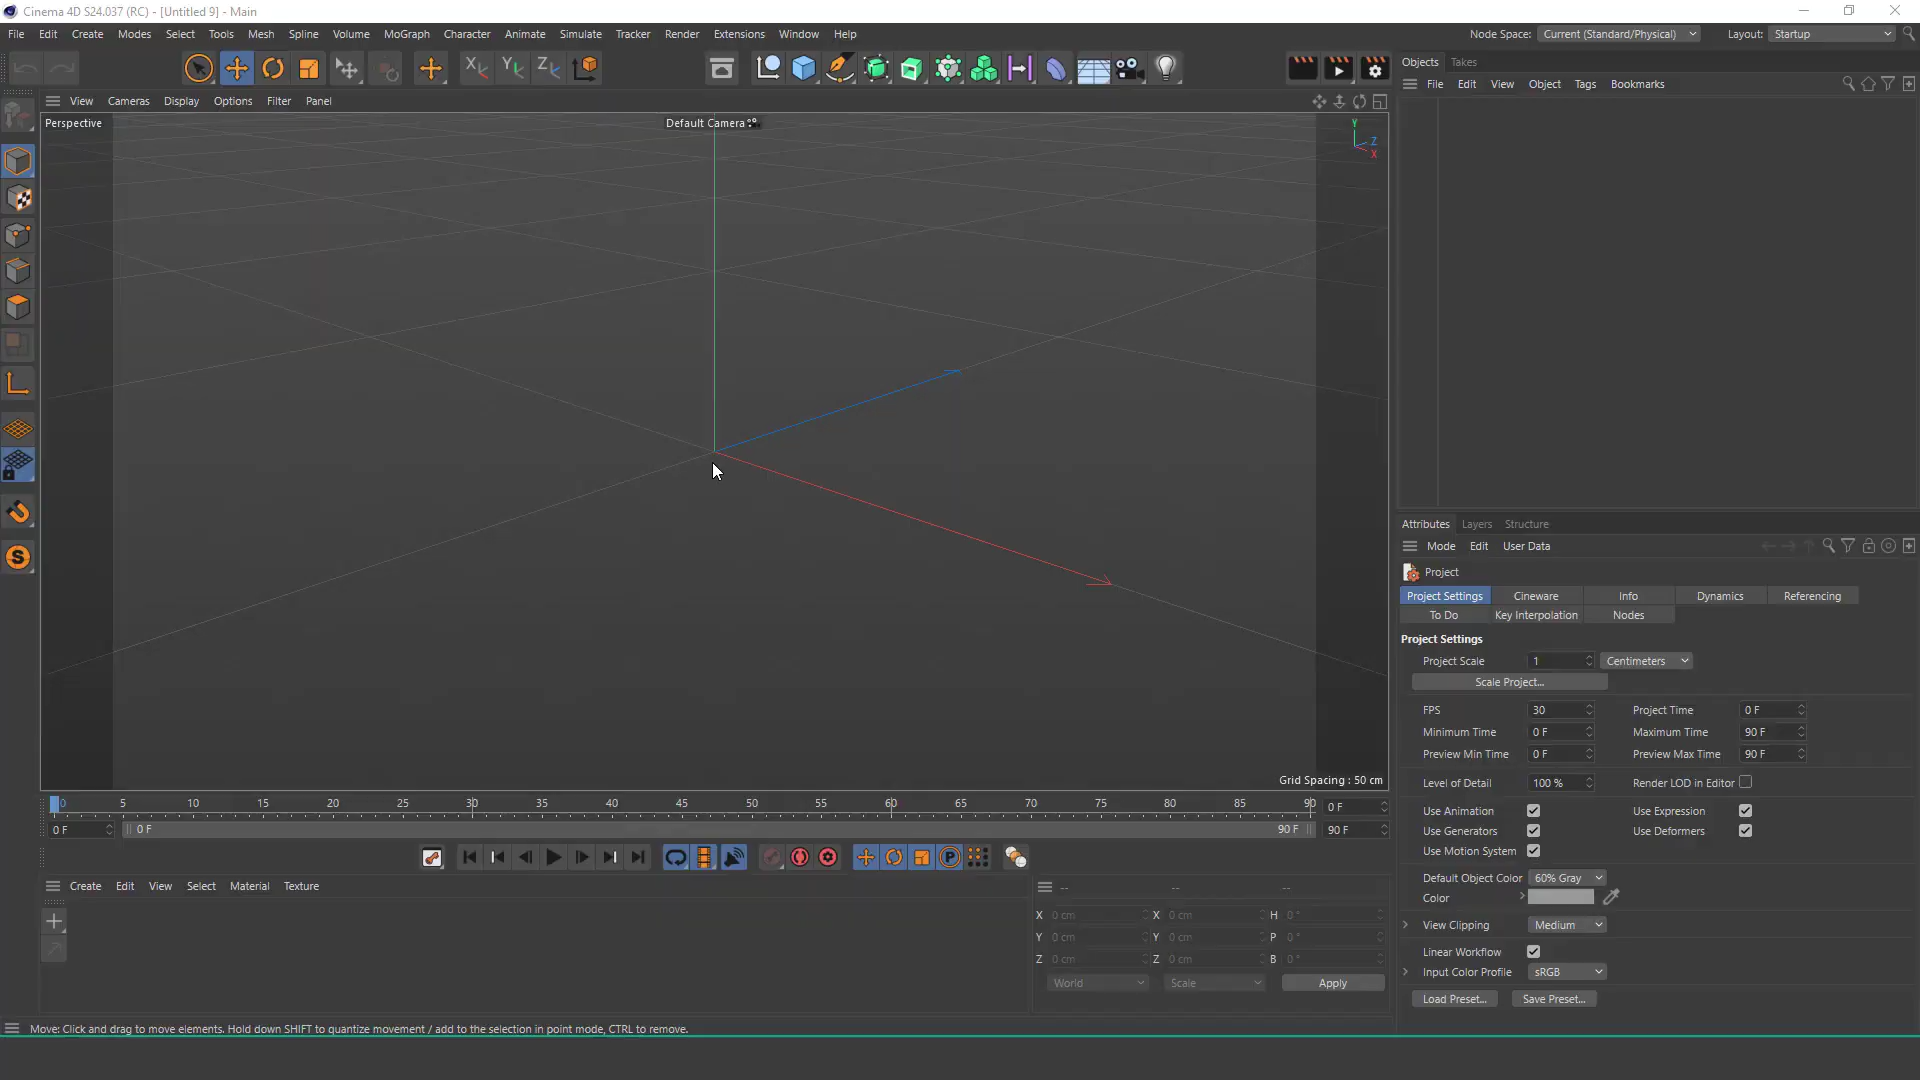 Cinema 4D S24.037 (RC) - [Untitled 9] - Main
File Edit Create Modes Select Tools Mesh Spline Volume MoGraph Character Animate Simulate Tracker Render Extensions Window Help Node Space: Current (Standard/Physical) Layout: Startup
X Y Z
Objects Takes
File Edit View Object Tags Bookmarks
View Cameras Display Options Filter Panel
Perspective Default Camera
Y
Z
X
Grid Spacing : 50 cm
Attributes Layers Structure
Mode Edit User Data
Project
Project Settings Cineware Info Dynamics Referencing
To Do Key Interpolation Nodes
Project Settings
Project Scale 1 Centimeters
Scale Project...
FPS 30 Project Time 0 F
Minimum Time 0 F Maximum Time 90 F
Preview Min Time 0 F Preview Max Time 90 F
Level of Detail 100 % Render LOD in Editor
Use Animation Use Expression
Use Generators Use Deformers
Use Motion System
Default Object Color 60% Gray
Color
View Clipping Medium
Linear Workflow
Input Color Profile sRGB
Load Preset... Save Preset...
0 5 10 15 20 25 30 35 40 45 50 55 60 65 70 75 80 85 90 0 F
0 F 0 F 90 F 90 F
P
Create Edit View Select Material Texture
-- -- --
X 0 cm X 0 cm H 0 °
Y 0 cm Y 0 cm P 0 °
Z 0 cm Z 0 cm B 0 °
World Scale Apply
Move: Click and drag to move elements. Hold down SHIFT to quantize movement / add to the selection in point mode, CTRL to remove.